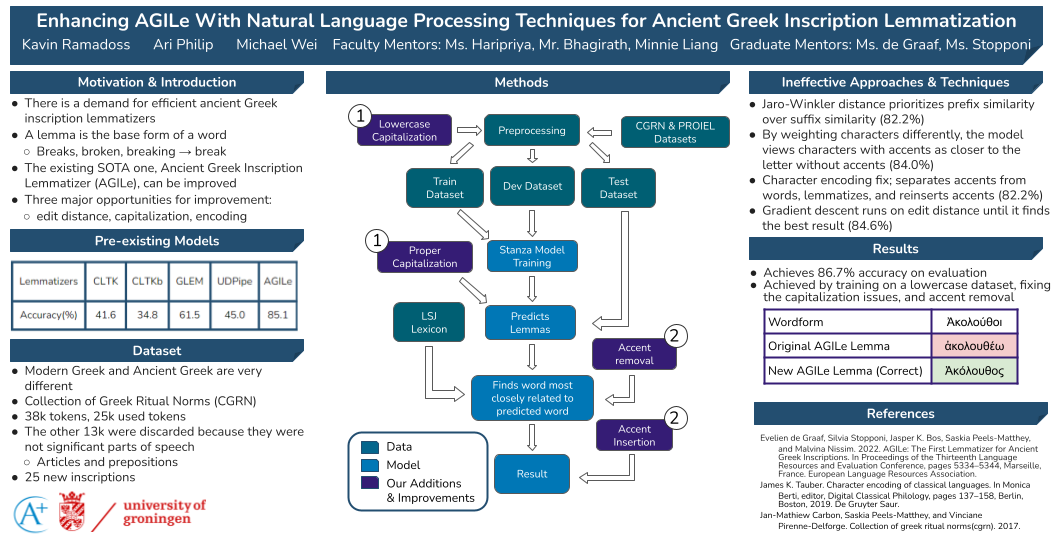 Enhancing AGILe With Natural Language Processing Techniques for Ancient Greek Inscription Lemmatization
Kavin Ramadoss Ari Philip Michael Wei Faculty Mentors: Ms. Haripriya, Mr. Bhagirath, Minnie Liang Graduate Mentors: Ms. de Graaf, Ms. Stopponi
Motivation & Introduction
● There is a demand for efficient ancient Greek
inscription lemmatizers
● A lemma is the base form of a word
○ Breaks, broken, breaking → break
● The existing SOTA one, Ancient Greek Inscription
Lemmatizer (AGILe), can be improved
● Three major opportunities for improvement:
○ edit distance, capitalization, encoding
Pre-existing Models
Lemmatizers CLTK CLTKb GLEM UDPipe AGILe
Accuracy(%) 41.6 34.8 61.5 45.0 85.1
Dataset
● Modern Greek and Ancient Greek are very
different
● Collection of Greek Ritual Norms (CGRN)
● 38k tokens, 25k used tokens
● The other 13k were discarded because they were
not significant parts of speech
○ Articles and prepositions
● 25 new inscriptions
A+
university of
groningen
Methods
1
Lowercase
Capitalization
Preprocessing
CGRN & PROIEL
Datasets
Train
Dataset
Dev Dataset
Test
Dataset
1
Proper
Capitalization
Stanza Model
Training
LSJ
Lexicon
Predicts
Lemmas
2
Accent
removal
Finds word most
closely related to
predicted word
2
Accent
Insertion
Result
Data
Model
Our Additions
& Improvements
Ineffective Approaches & Techniques
● Jaro-Winkler distance prioritizes prefix similarity
over suffix similarity (82.2%)
● By weighting characters differently, the model
views characters with accents as closer to the
letter without accents (84.0%)
● Character encoding fix; separates accents from
words, lemmatizes, and reinserts accents (82.2%)
● Gradient descent runs on edit distance until it finds
the best result (84.6%)
Results
● Achieves 86.7% accuracy on evaluation
● Achieved by training on a lowercase dataset, fixing
the capitalization issues, and accent removal
Wordform Ἀκολούθοι
Original AGILe Lemma ἀκολουθέω
New AGILe Lemma (Correct) Ἀκόλουθος
References
Evelien de Graaf, Silvia Stopponi, Jasper K. Bos, Saskia Peels-Matthey,
and Malvina Nissim. 2022. AGILe: The First Lemmatizer for Ancient
Greek Inscriptions. In Proceedings of the Thirteenth Language
Resources and Evaluation Conference, pages 5334–5344, Marseille,
France. European Language Resources Association.
James K. Tauber. Character encoding of classical languages. In Monica
Berti, editor, Digital Classical Philology, pages 137–158, Berlin,
Boston, 2019. De Gruyter Saur.
Jan-Mathiew Carbon, Saskia Peels-Matthey, and Vinciane
Pirenne-Delforge. Collection of greek ritual norms(cgrn). 2017.